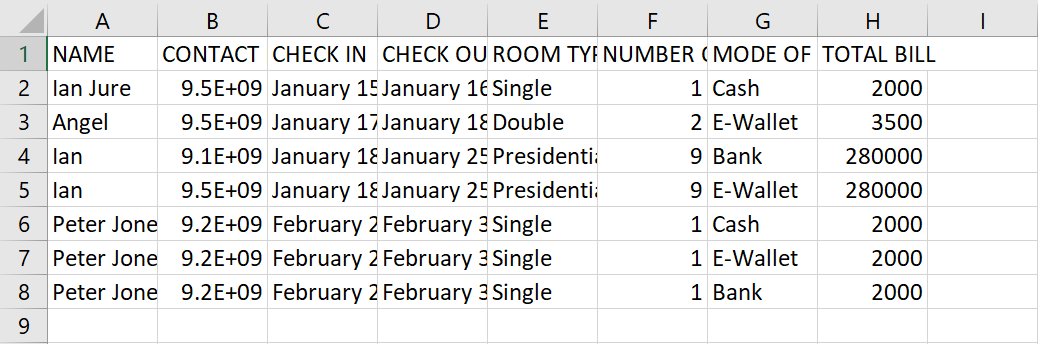 A B C D E F G H I
1 NAME CONTACT CHECK IN CHECK OU ROOM TYP NUMBER MODE OF TOTAL BILL
2 Ian Jure 9.5E+09 January 15 January 16 Single 1 Cash 2000
3 Angel 9.5E+09 January 17 January 18 Double 2 E-Wallet 3500
4 Ian 9.1E+09 January 18 January 25 Presidentia 9 Bank 280000
5 Ian 9.5E+09 January 18 January 25 Presidentia 9 E-Wallet 280000
6 Peter Jone 9.2E+09 February 2 February 3 Single 1 Cash 2000
7 Peter Jone 9.2E+09 February 2 February 3 Single 1 E-Wallet 2000
8 Peter Jone 9.2E+09 February 2 February 3 Single 1 Bank 2000
9